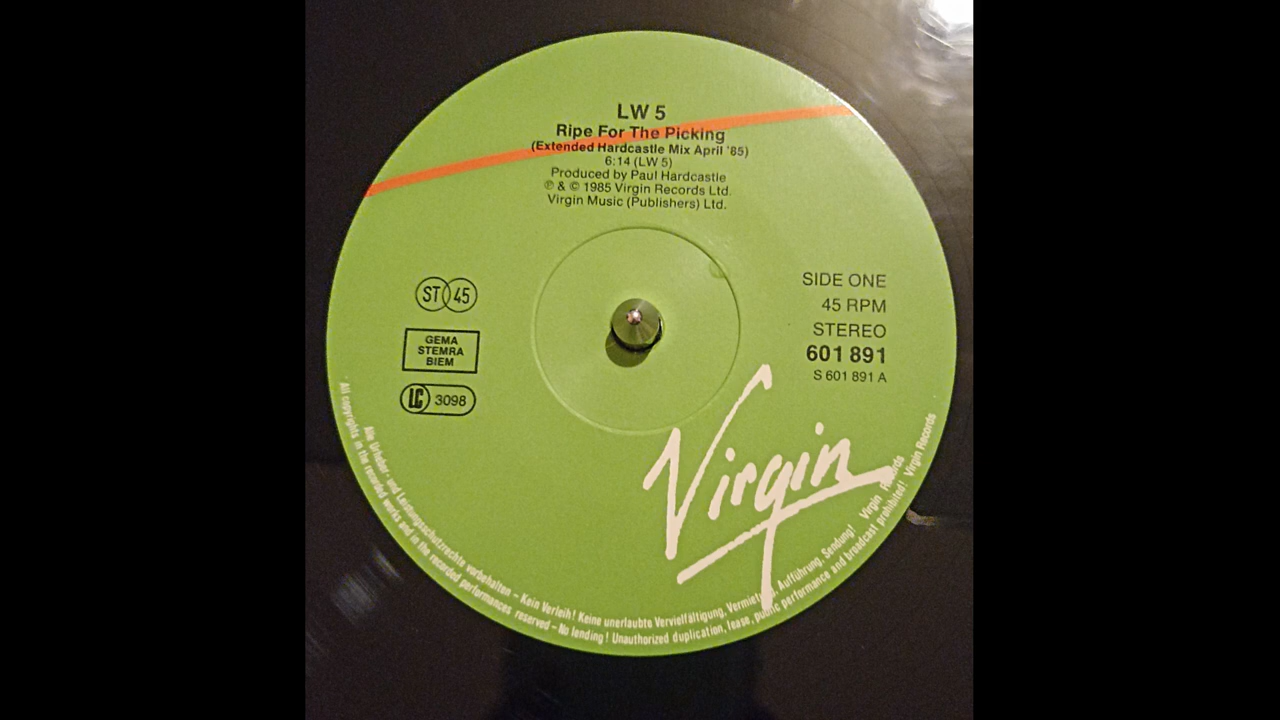 LW 5
Ripe For The Picking
(Extended Hardcastle Mix April '85)
6:14 (LW 5)
Produced by Paul Hardcastle
℗ & © 1985 Virgin Records Ltd.
Virgin Music (Publishers) Ltd.
ST 45
GEMA
STEMRA
BIEM
LC 3098
SIDE ONE
45 RPM
STEREO
601 891
S 601 891 A
Virgin
Alle Urheber- und Leistungsschutzrechte vorbehalten – Kein Verleih! Keine unerlaubte Vervielfältigung, Vermietung, Aufführung, Sendung! Virgin Records
All copyrights in the recorded works and in the recorded performances reserved – No lending! Unauthorized duplication, lease, public performance and broadcast prohibited! Virgin Records